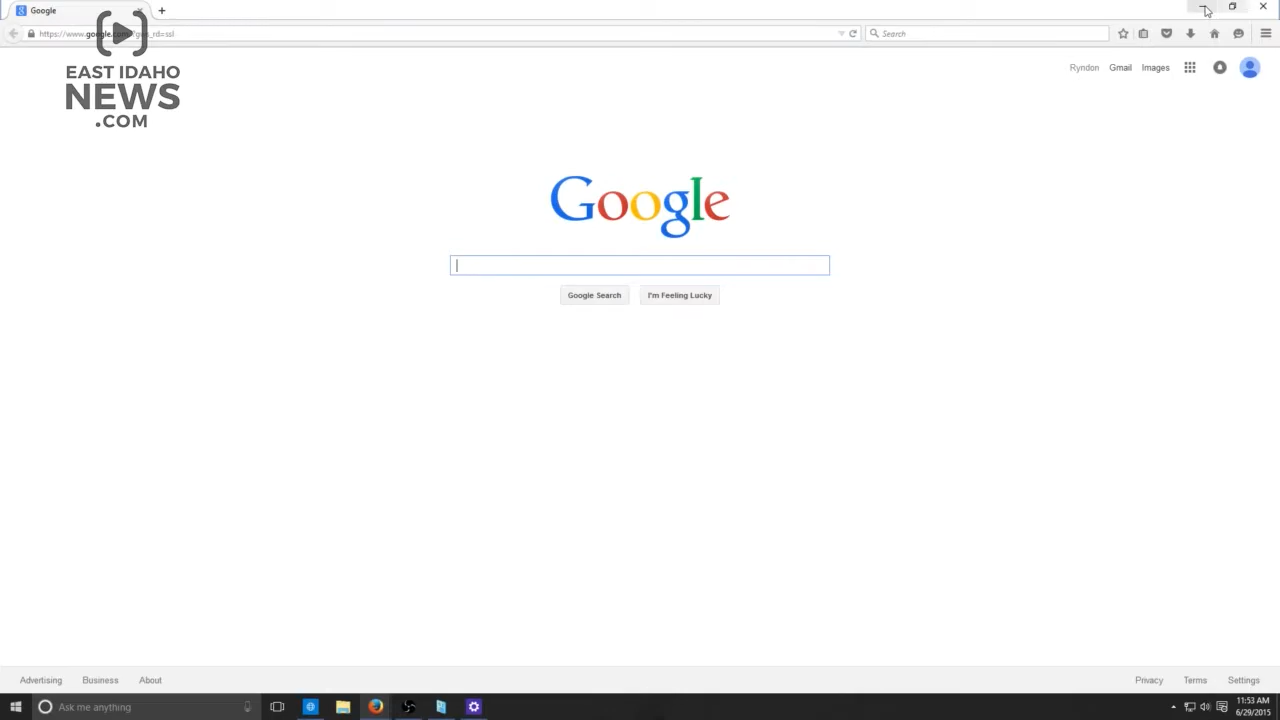 Google
https://www.google.com/?gws_rd=ssl
Search
EAST IDAHO
NEWS
.COM
Ryndon
Gmail
Images
Google
Google Search
I'm Feeling Lucky
Advertising
Business
About
Privacy
Terms
Settings
Ask me anything
11:53 AM
6/29/2015